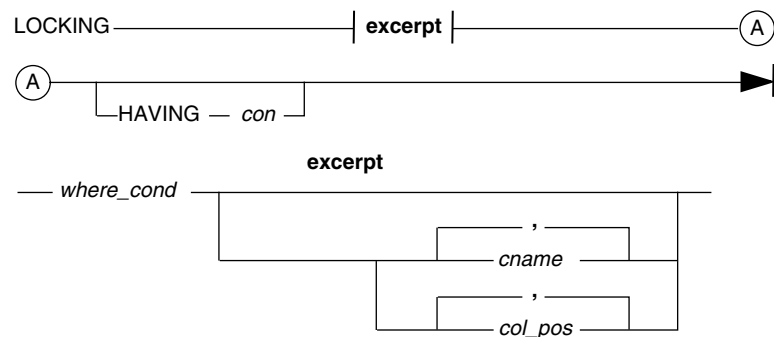 LOCKING excerpt A
A
HAVING con
excerpt
where_cond
,
cname
,
col_pos